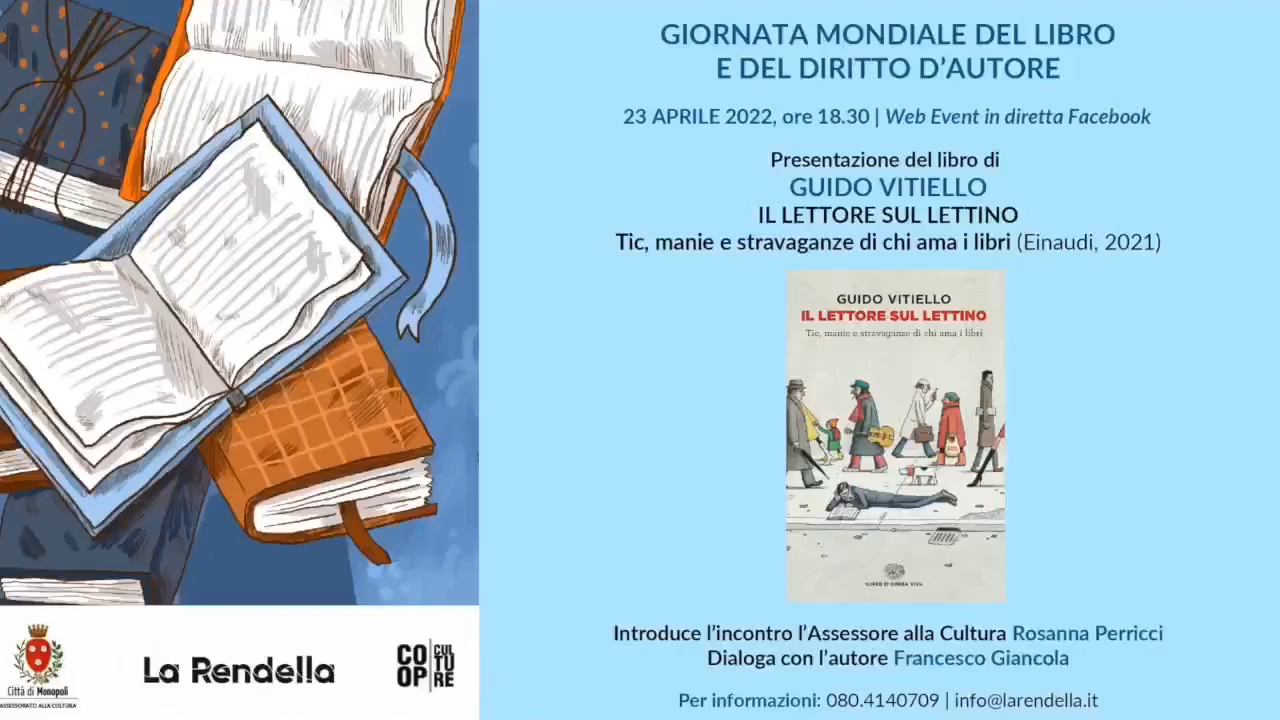 GIORNATA MONDIALE DEL LIBRO
E DEL DIRITTO D'AUTORE
23 APRILE 2022, ore 18.30 | Web Event in diretta Facebook
Presentazione del libro di
GUIDO VITIELLO
IL LETTORE SUL LETTINO
Tic, manie e stravaganze di chi ama i libri (Einaudi, 2021)
GUIDO VITIELLO
IL LETTORE SUL LETTINO
Tic, manie e stravaganze di chi ama i libri
Introduce l'incontro l'Assessore alla Cultura Rosanna Perricci
Dialoga con l'autore Francesco Giancola
Per informazioni: 080.4140709 | info@larendella.it
Città di Monopoli
ASSESSORATO ALLA CULTURA
La Rendella
CO CUL
OP TU
RE